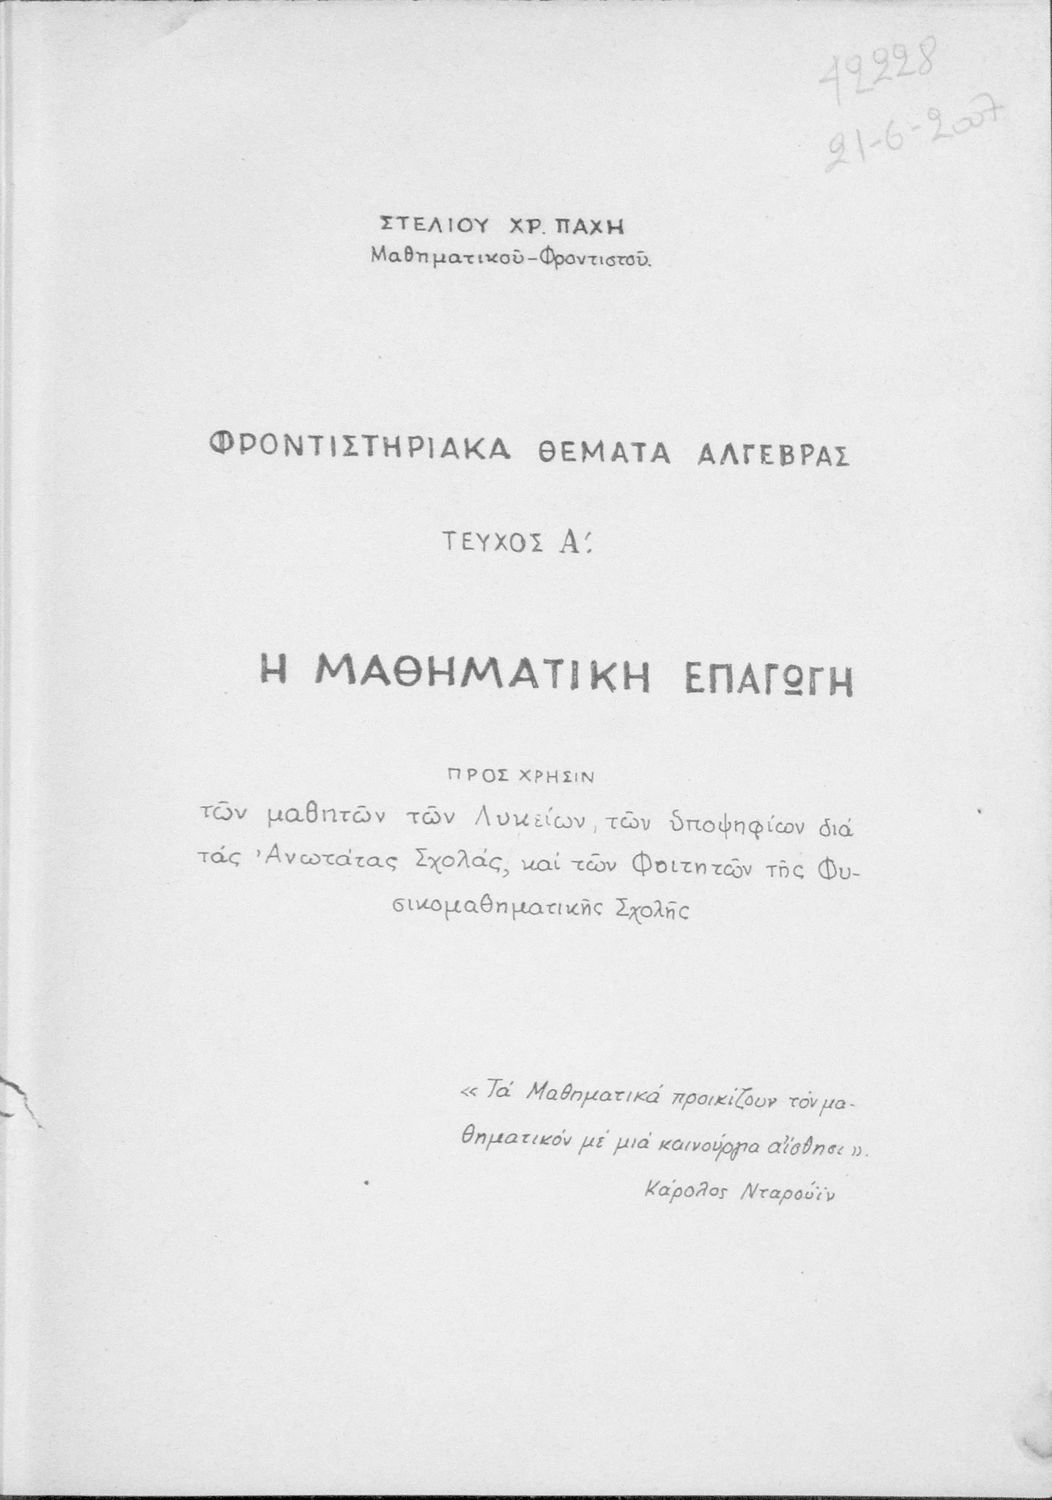 42228
21-6-2007
ΣΤΕΛΙΟΥ ΧΡ. ΠΑΧΗ
Μαθηματικοῦ-Φροντιστοῦ.
ΦΡΟΝΤΙΣΤΗΡΙΑΚΑ ΘΕΜΑΤΑ ΑΛΓΕΒΡΑΣ
ΤΕΥΧΟΣ Α΄.
Η ΜΑΘΗΜΑΤΙΚΗ ΕΠΑΓΩΓΗ
ΠΡΟΣ ΧΡΗΣΙΝ
τῶν μαθητῶν τῶν Λυκείων, τῶν ὑποψηφίων διά
τάς Ἀνωτάτας Σχολάς, καί τῶν Φοιτητῶν τῆς Φυ-
σικομαθηματικῆς Σχολῆς
«Τά Μαθηματικά προικίζουν τόν μα-
θηματικόν μέ μιά καινούργια αἴσθησι».
Κάρολος Νταρουΐν